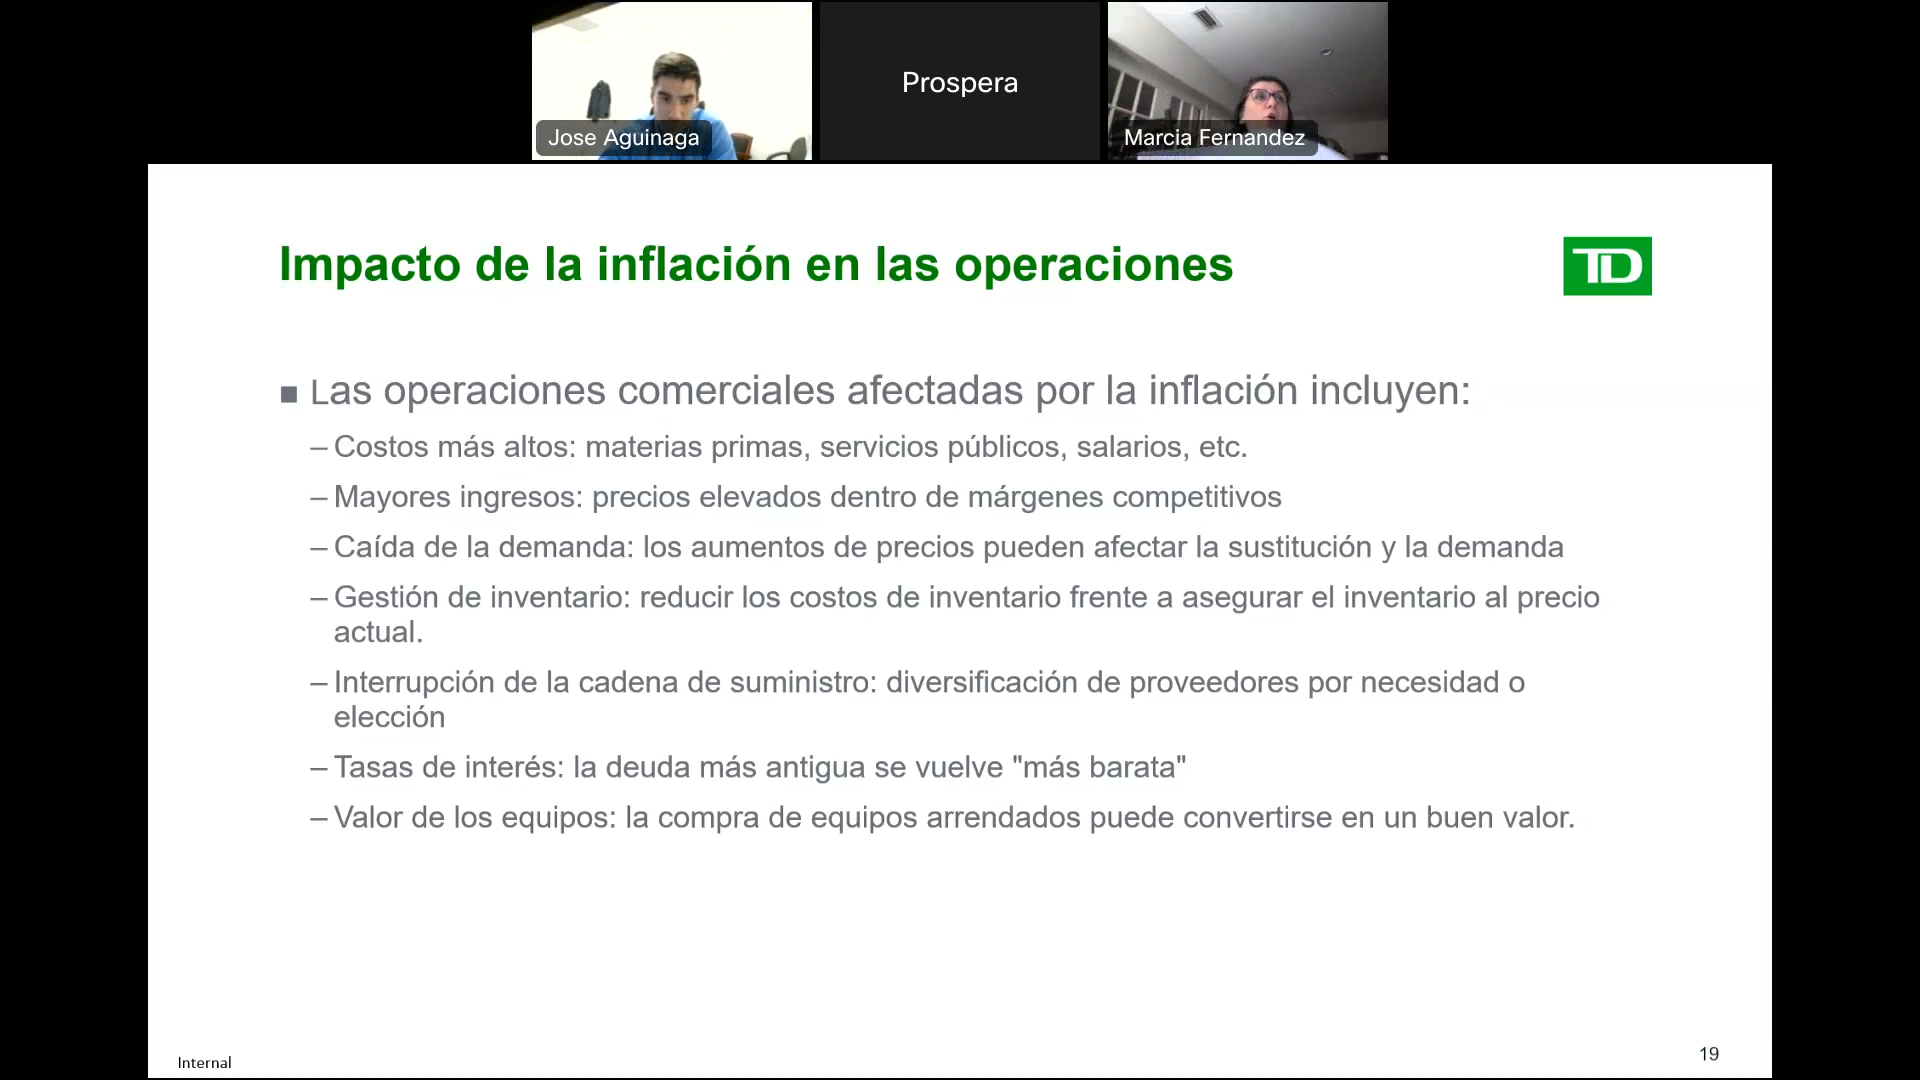 Jose Aguinaga
Prospera
Marcia Fernandez
Impacto de la inflación en las operaciones
TD
■ Las operaciones comerciales afectadas por la inflación incluyen:
– Costos más altos: materias primas, servicios públicos, salarios, etc.
– Mayores ingresos: precios elevados dentro de márgenes competitivos
– Caída de la demanda: los aumentos de precios pueden afectar la sustitución y la demanda
– Gestión de inventario: reducir los costos de inventario frente a asegurar el inventario al precio
actual.
– Interrupción de la cadena de suministro: diversificación de proveedores por necesidad o
elección
– Tasas de interés: la deuda más antigua se vuelve "más barata"
– Valor de los equipos: la compra de equipos arrendados puede convertirse en un buen valor.
Internal
19